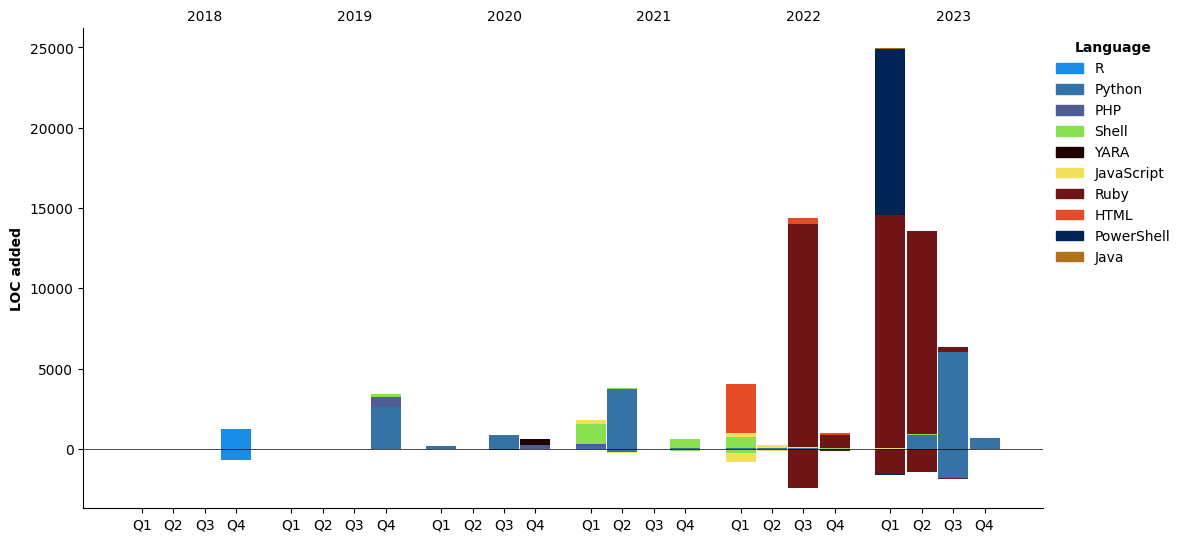 2018 2019 2020 2021 2022 2023
LOC added
25000
20000
15000
10000
5000
0
Q1 Q2 Q3 Q4 Q1 Q2 Q3 Q4 Q1 Q2 Q3 Q4 Q1 Q2 Q3 Q4 Q1 Q2 Q3 Q4 Q1 Q2 Q3 Q4
Language
R
Python
PHP
Shell
YARA
JavaScript
Ruby
HTML
PowerShell
Java